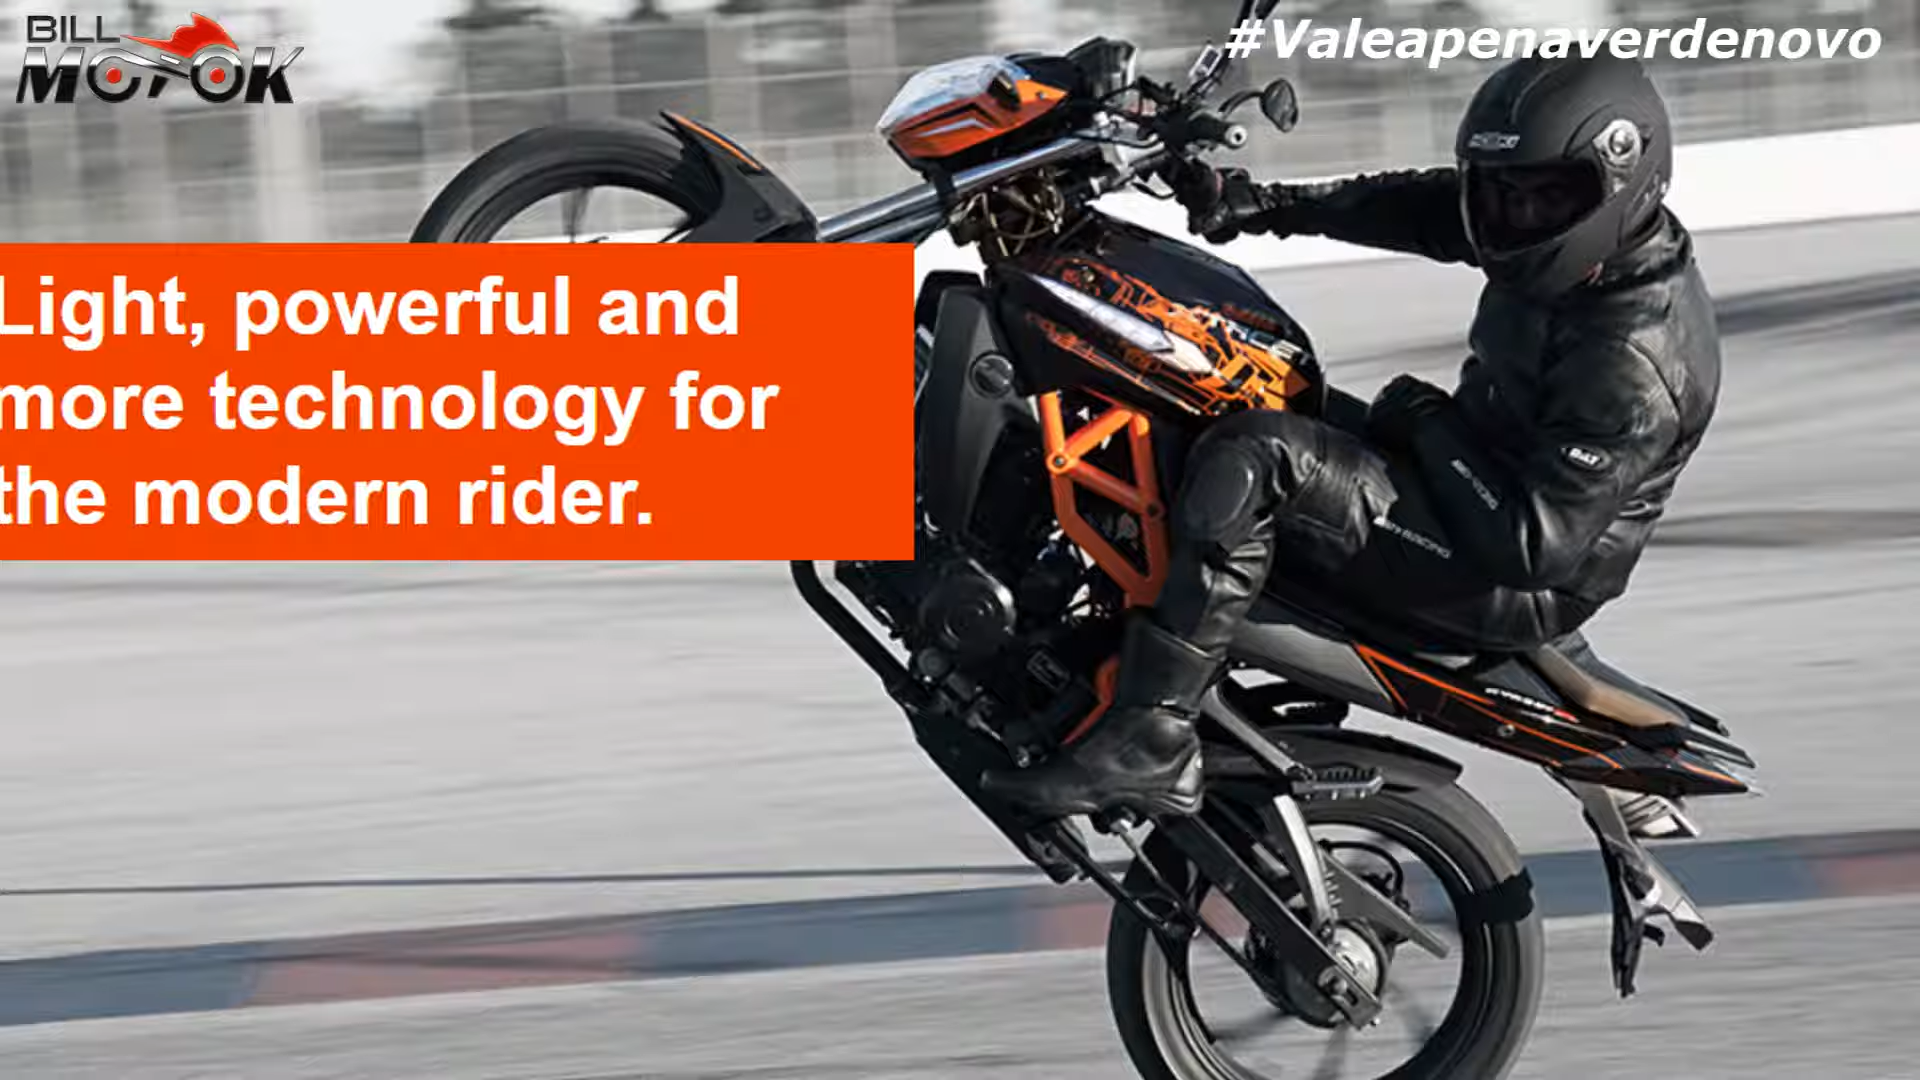 BILL
MOTOK
#Valeapenaverdenovo
Light, powerful and
more technology for
the modern rider.